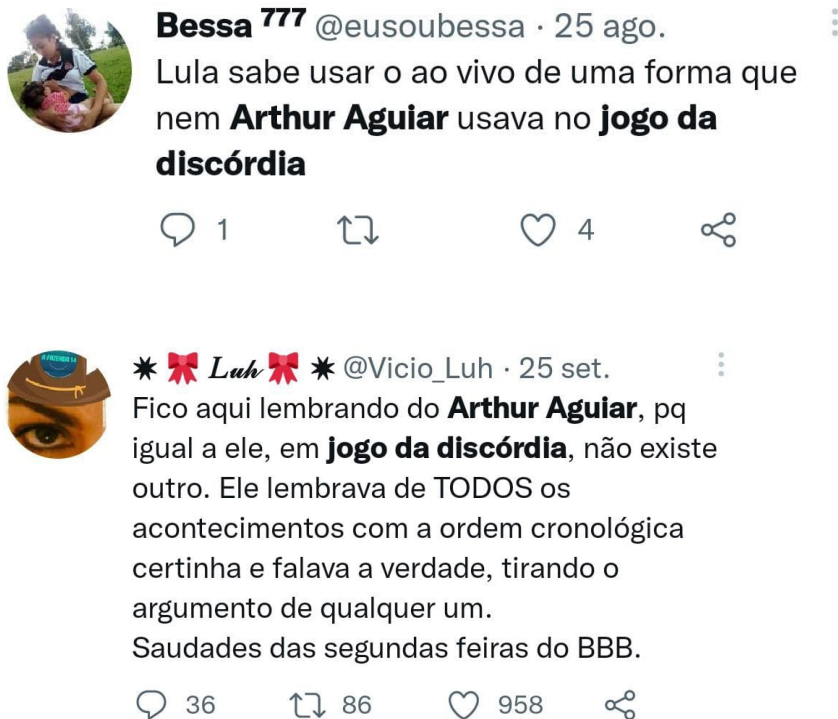 Bessa 777 @eusoubessa · 25 ago.
Lula sabe usar o ao vivo de uma forma que
nem Arthur Aguiar usava no jogo da
discórdia
1 4
A FAZENDA 14
✷ 🎀 𝓛𝓾𝓱 🎀 ✷ @Vicio_Luh · 25 set.
Fico aqui lembrando do Arthur Aguiar, pq
igual a ele, em jogo da discórdia, não existe
outro. Ele lembrava de TODOS os
acontecimentos com a ordem cronológica
certinha e falava a verdade, tirando o
argumento de qualquer um.
Saudades das segundas feiras do BBB.
36 86 958